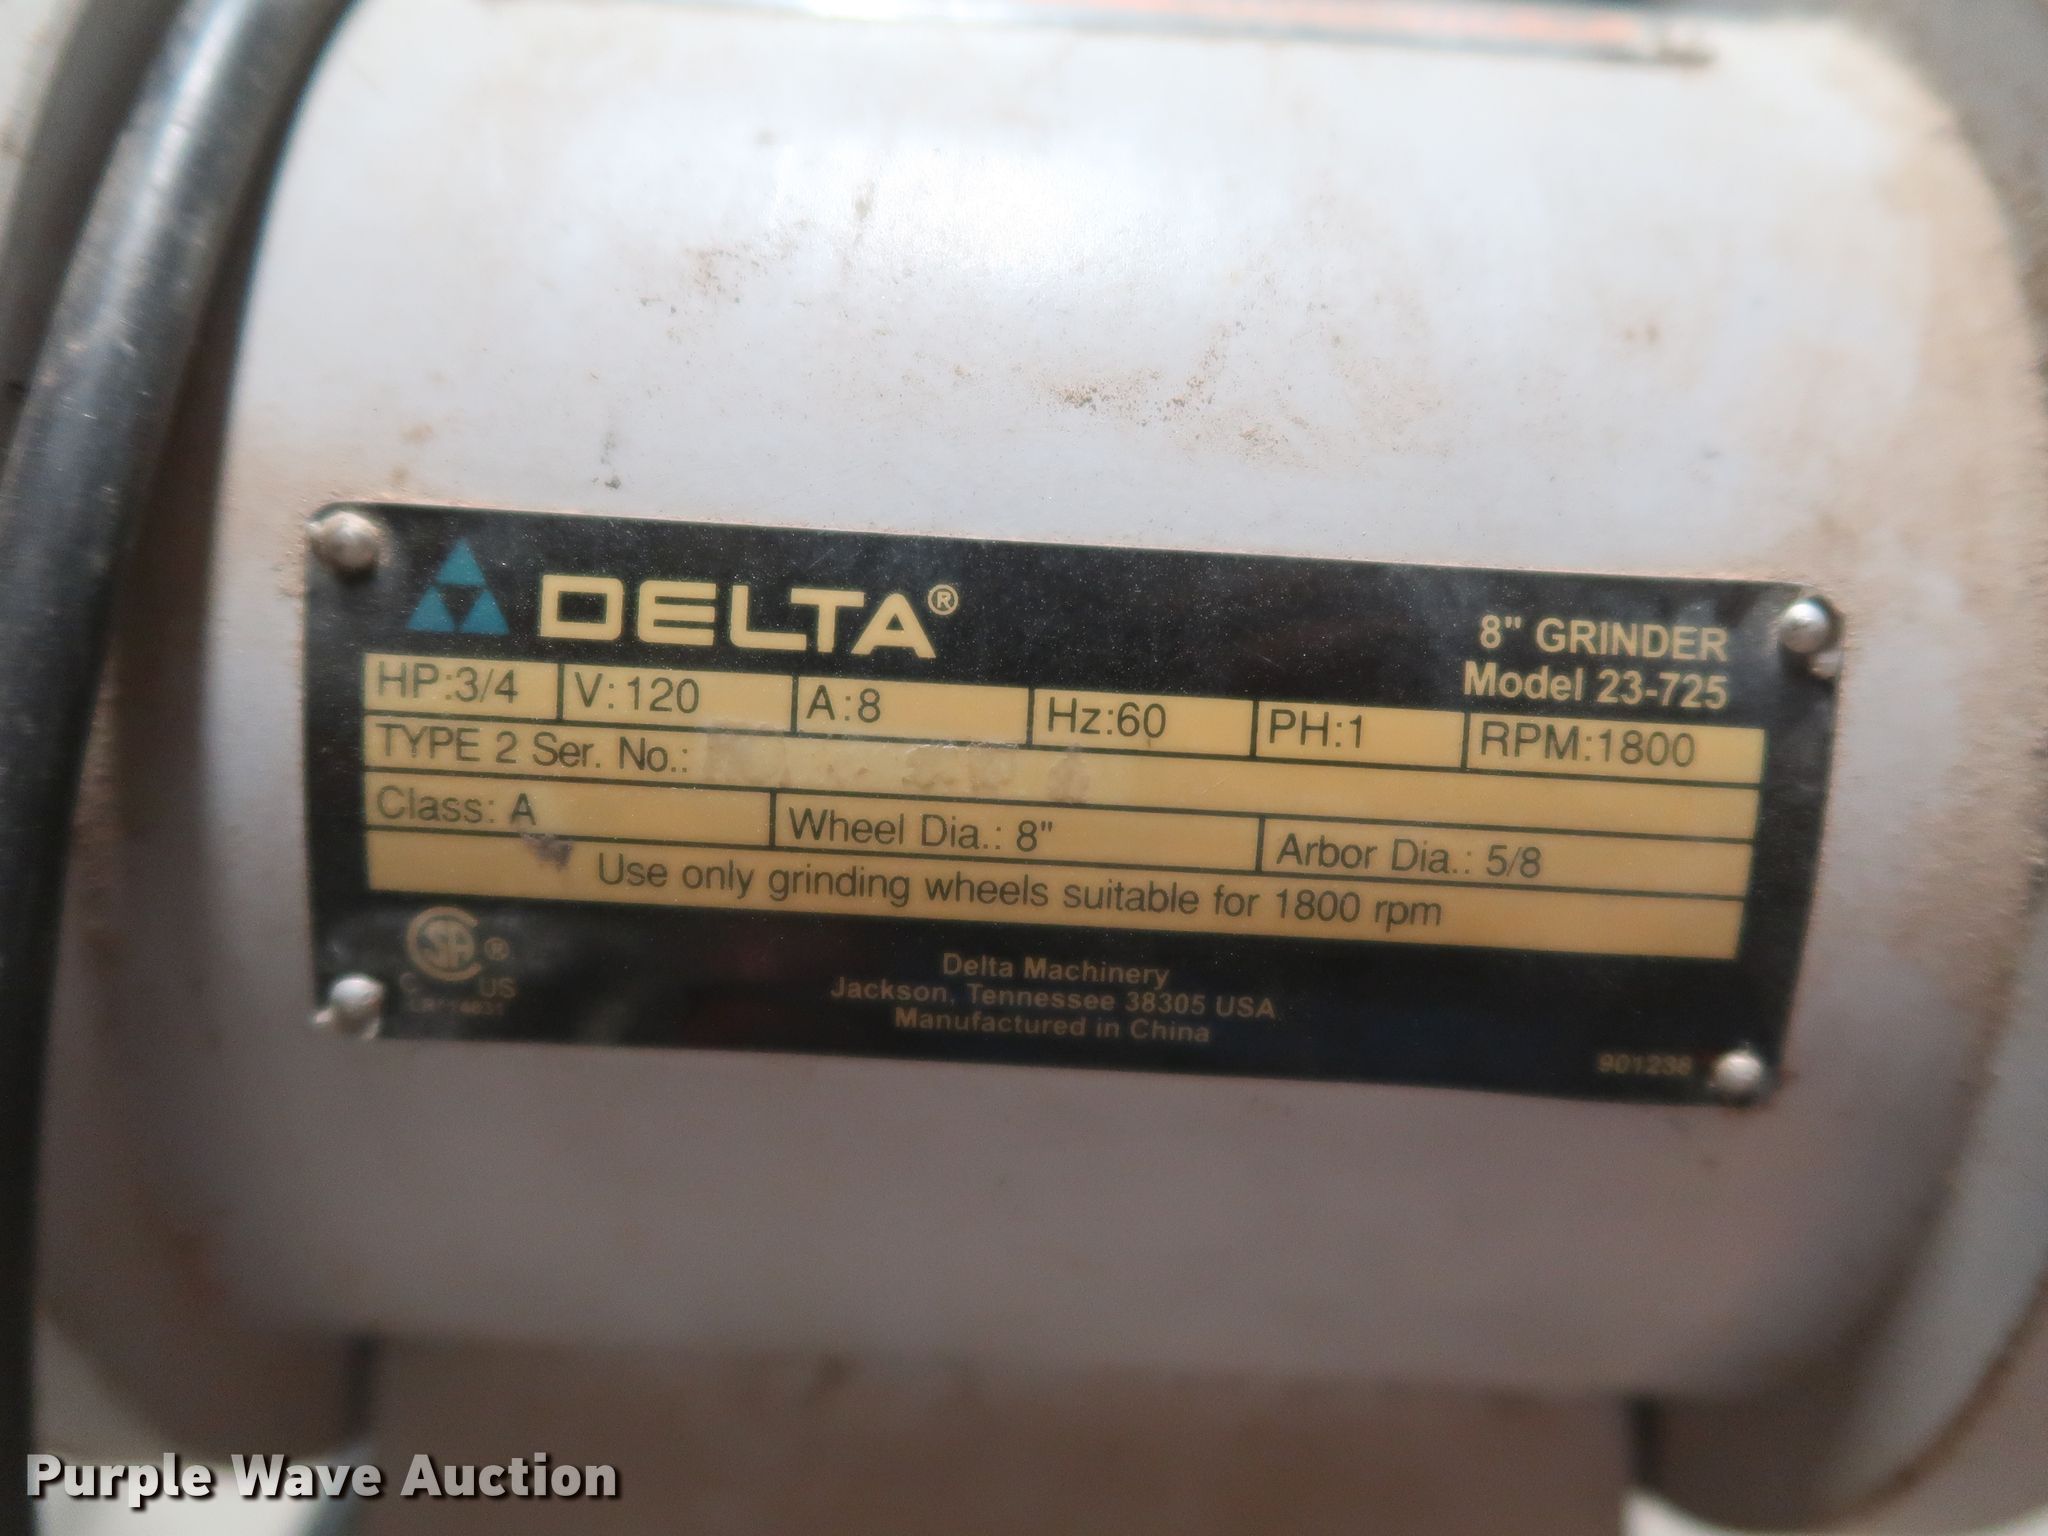 DELTA®
8" GRINDER
Model 23-725
HP:3/4 V:120 A:8 Hz:60 PH:1 RPM:1800
TYPE 2 Ser. No.:
Class: A Wheel Dia.: 8" Arbor Dia.: 5/8
Use only grinding wheels suitable for 1800 rpm
®
C US
Delta Machinery
Jackson, Tennessee 38305 USA
Manufactured in China
901236
Purple Wave Auction